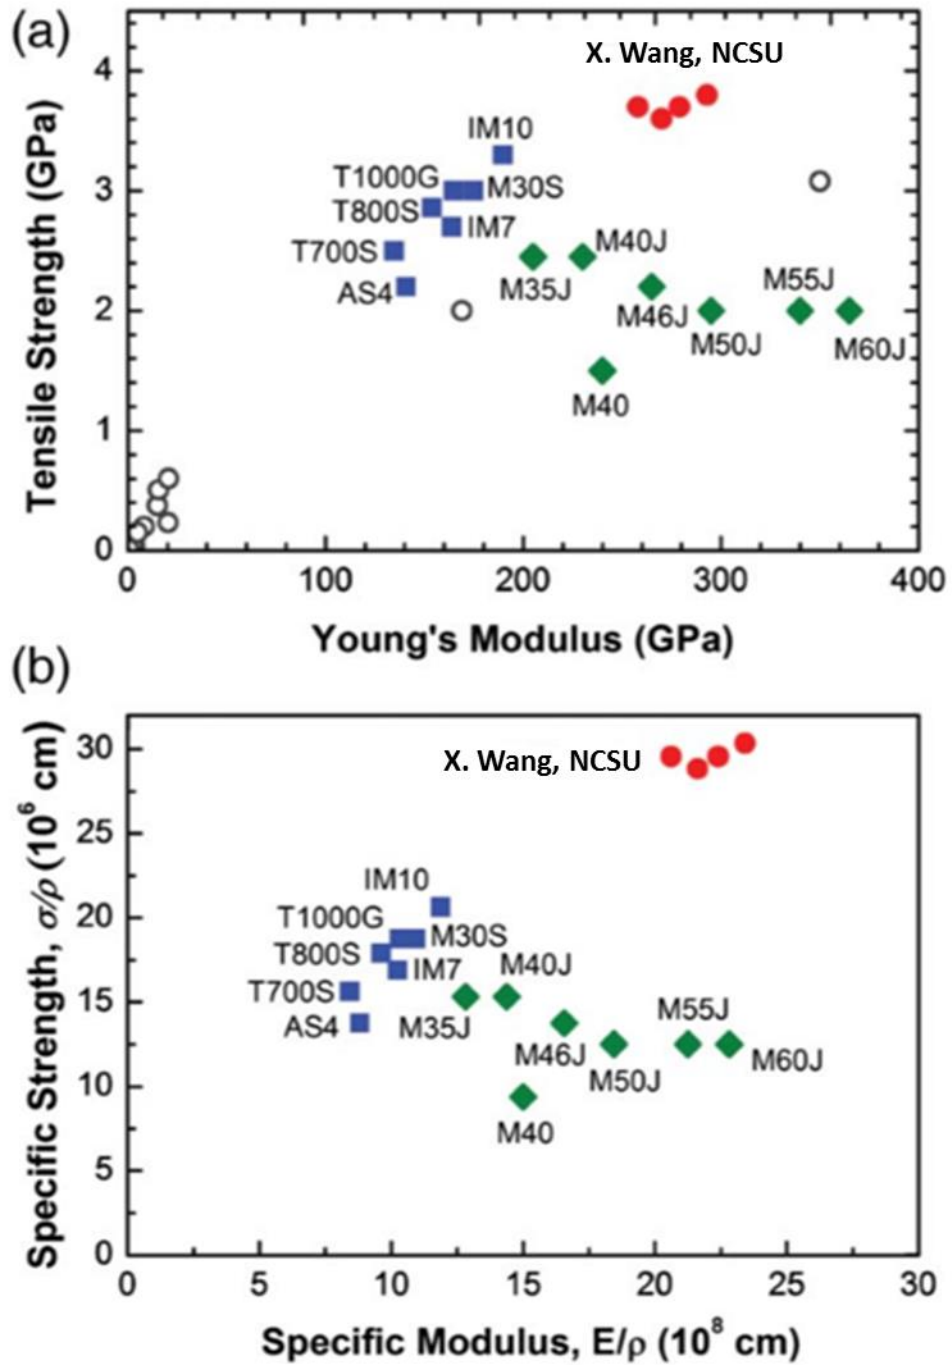 (a)
X. Wang, NCSU
IM10
T1000G
M30S
T800S
IM7
T700S
M40J
AS4
M35J
M55J
M46J
M50J
M60J
M40
Tensile Strength (GPa)
4
3
2
1
0
0 100 200 300 400
Young's Modulus (GPa)
(b)
X. Wang, NCSU
IM10
T1000G
M30S
T800S
IM7
M40J
T700S
AS4
M35J
M55J
M46J
M50J
M60J
M40
Specific Strength, σ/ρ (10⁶ cm)
30
25
20
15
10
5
0
0 5 10 15 20 25 30
Specific Modulus, E/ρ (10⁸ cm)